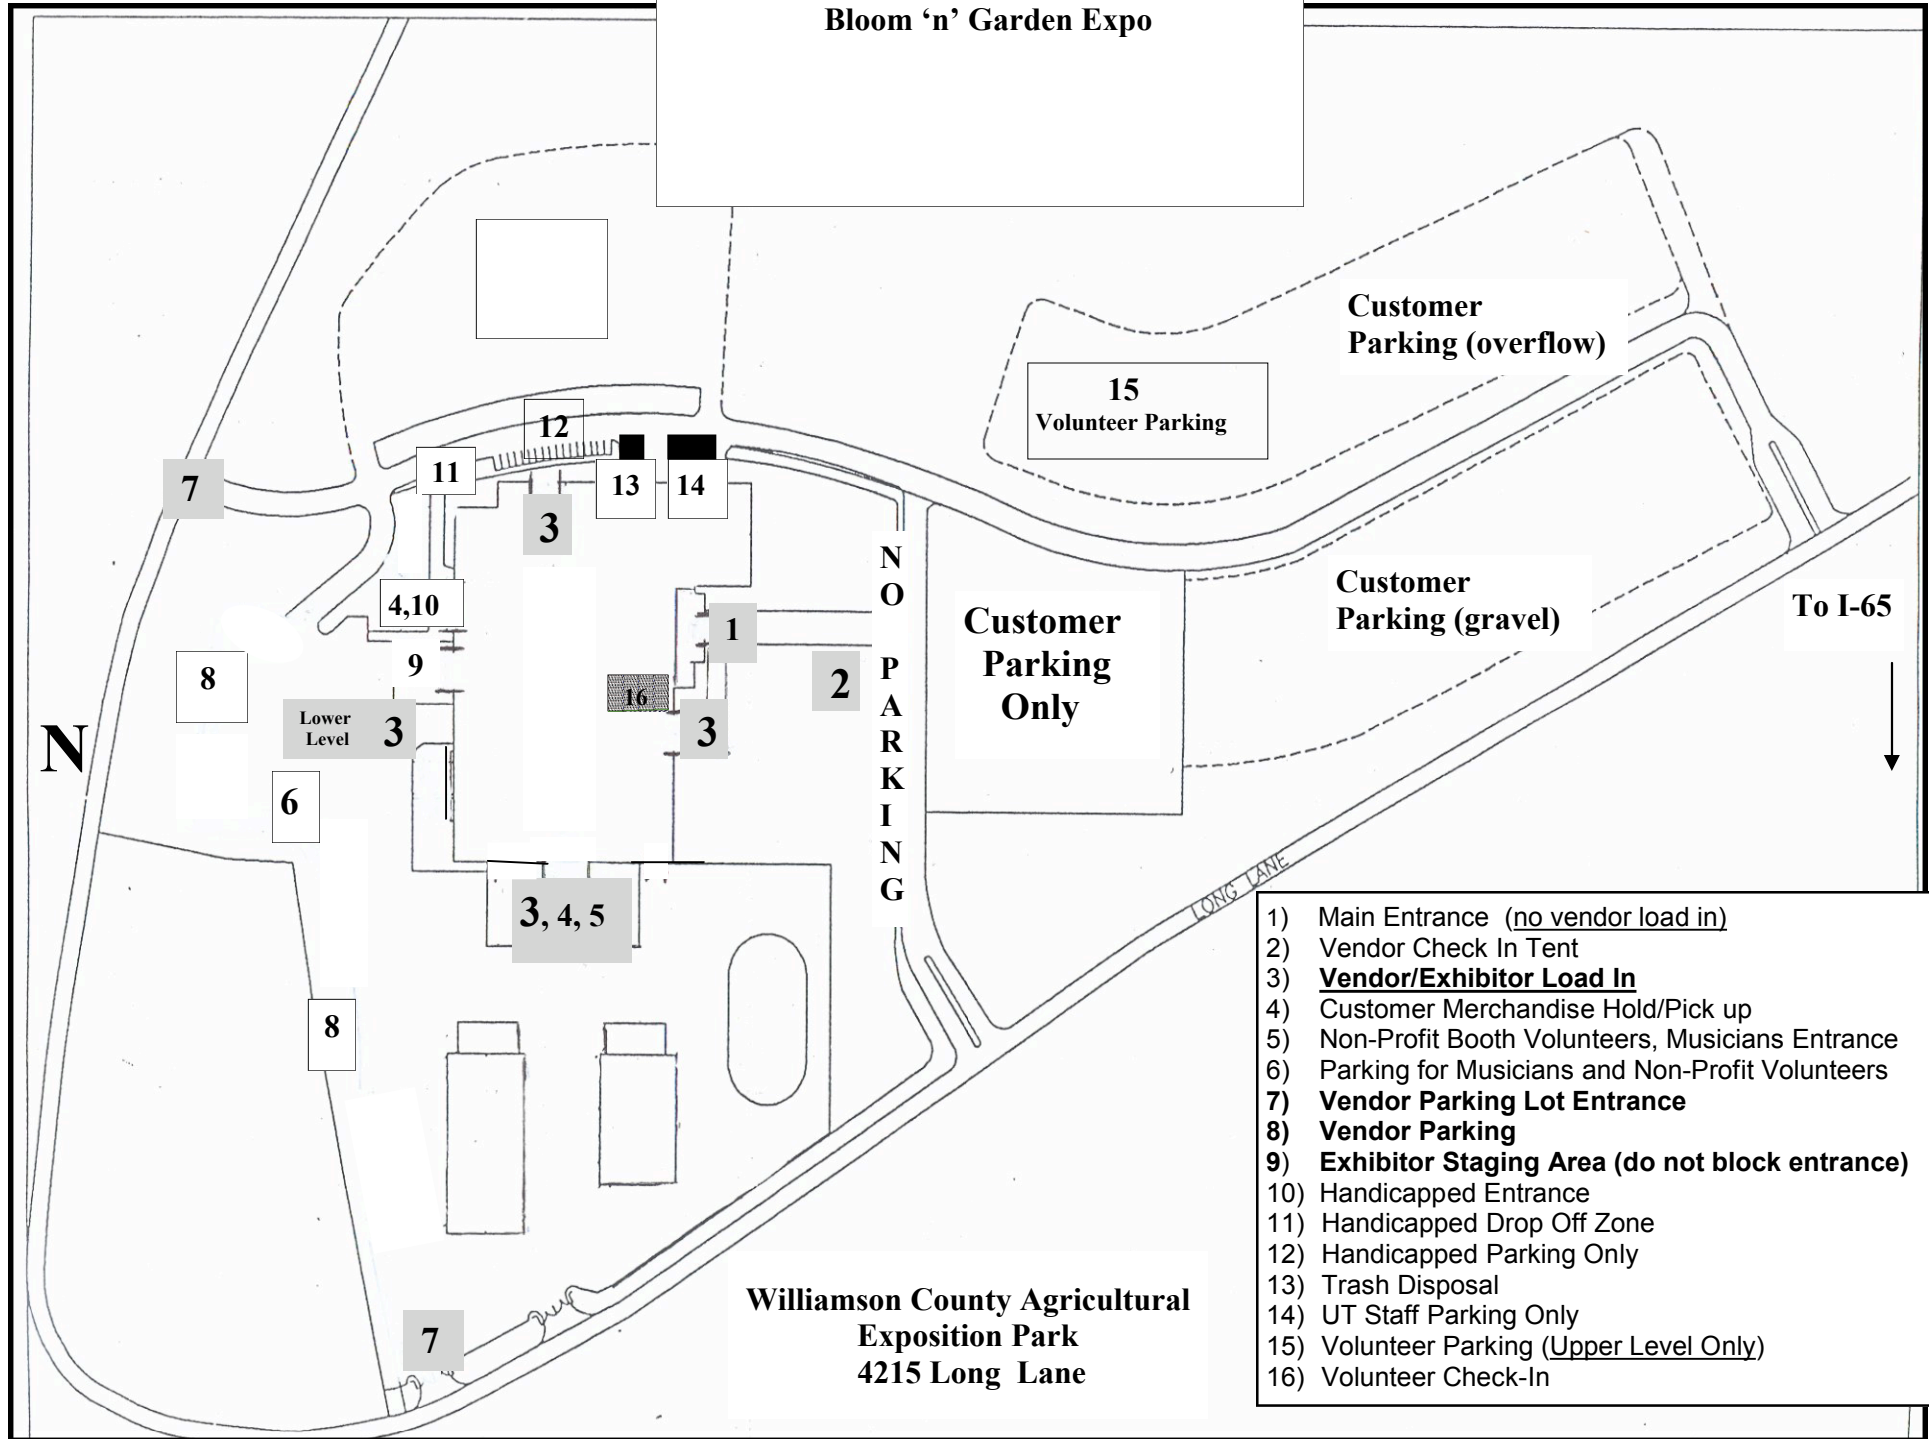 Bloom ‘n’ Garden Expo
Customer
Parking (overflow)
15
Volunteer Parking
12
11
7
13
14
3
N
O
P
A
R
K
I
N
G
Customer
Parking (gravel)
To I-65
4,10
1
Customer
Parking
Only
9
8
2
16
Lower
Level
3
3
N
6
3, 4, 5
LONG LANE
8
7
Williamson County Agricultural
Exposition Park
4215 Long Lane
1) Main Entrance (no vendor load in)
2) Vendor Check In Tent
3) Vendor/Exhibitor Load In
4) Customer Merchandise Hold/Pick up
5) Non-Profit Booth Volunteers, Musicians Entrance
6) Parking for Musicians and Non-Profit Volunteers
7) Vendor Parking Lot Entrance
8) Vendor Parking
9) Exhibitor Staging Area (do not block entrance)
10) Handicapped Entrance
11) Handicapped Drop Off Zone
12) Handicapped Parking Only
13) Trash Disposal
14) UT Staff Parking Only
15) Volunteer Parking (Upper Level Only)
16) Volunteer Check-In